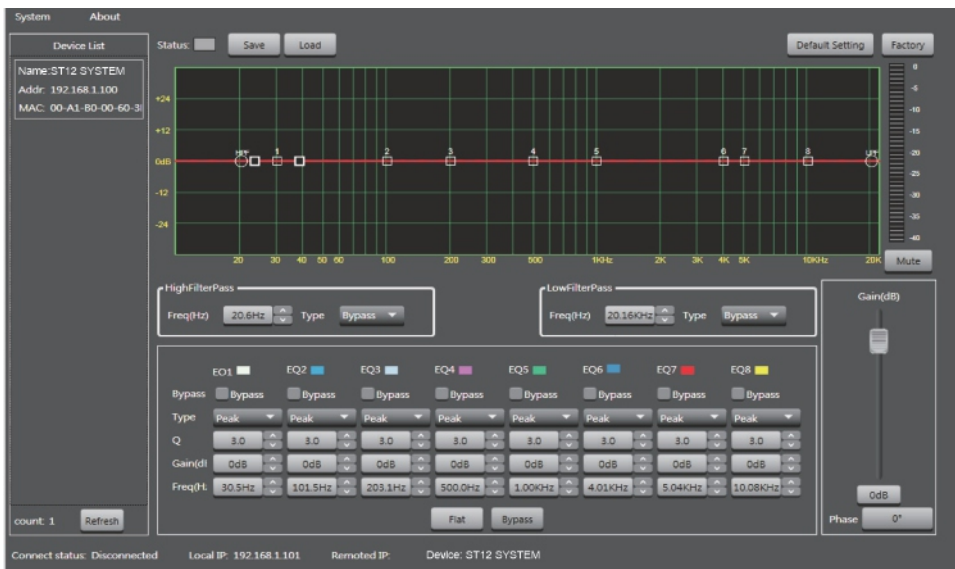 System About
Device List
Status: Save Load Default Setting Factory
Name:ST12 SYSTEM
Addr: 192.168.1.100
MAC: 00-A1-B0-00-60-3
+24
+12
0dB
-12
-24
1 2 3 4 5 6 7 8
20 30 40 50 60 100 200 300 500 1KHz 2K 3K 4K 5K 10KHz 20K
0
-5
-10
-15
-20
-25
-30
-35
-40
Mute
HighFilterPass
Freq(Hz) 20.6Hz Type Bypass
LowFilterPass
Freq(Hz) 20.16KHz Type Bypass
Gain(dB)
EQ1 EQ2 EQ3 EQ4 EQ5 EQ6 EQ7 EQ8
Bypass Bypass Bypass Bypass Bypass Bypass Bypass Bypass Bypass
Type Peak Peak Peak Peak Peak Peak Peak Peak
Q 3.0 3.0 3.0 3.0 3.0 3.0 3.0 3.0
Gain(dI 0dB 0dB 0dB 0dB 0dB 0dB 0dB 0dB
Freq(H: 30.5Hz 101.5Hz 203.1Hz 500.0Hz 1.00KHz 4.01KHz 5.04KHz 10.08KHz
Flat Bypass
0dB
Phase 0°
count: 1 Refresh
Connect status: Disconnected Local IP: 192.168.1.101 Remoted IP: Device: ST12 SYSTEM